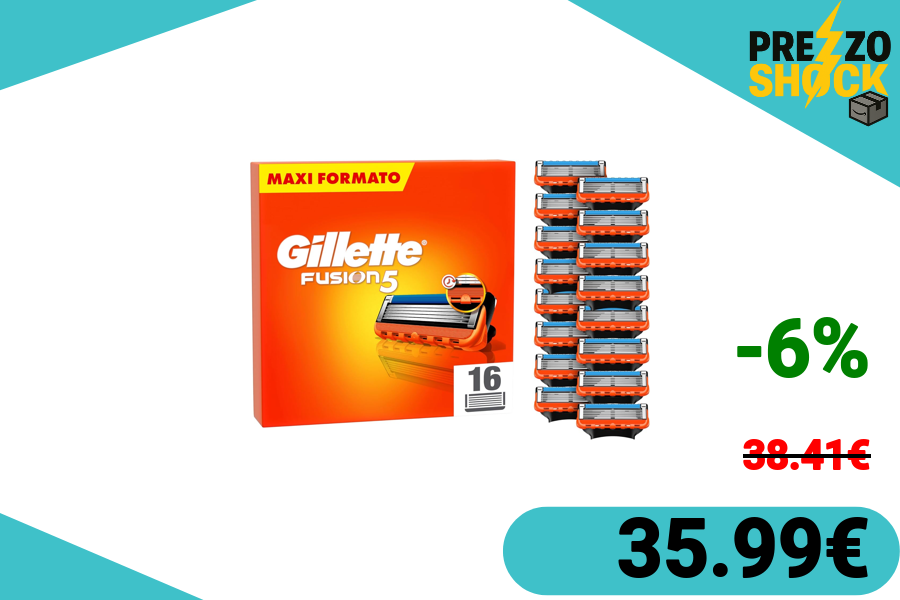 PREZZO
SHOCK
MAXI FORMATO
Gillette®
FUSION5
16
-6%
38.41€
35.99€